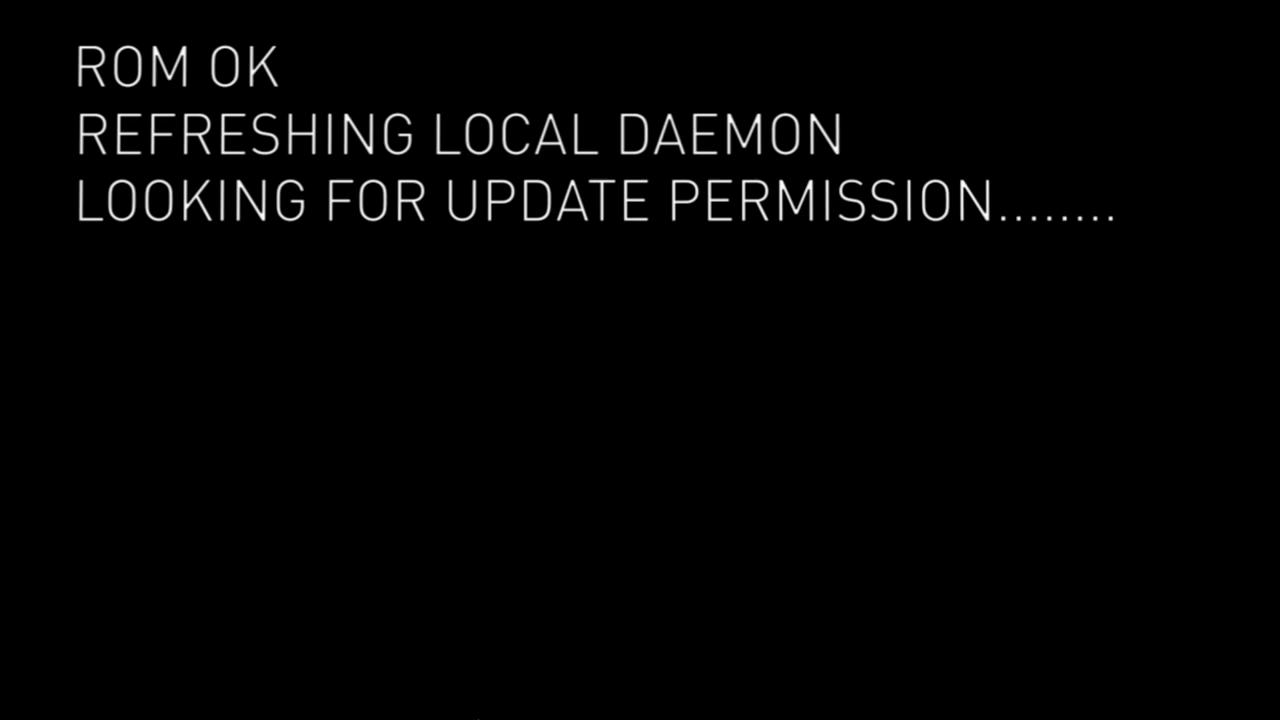 ROM OK
REFRESHING LOCAL DAEMON
LOOKING FOR UPDATE PERMISSION........